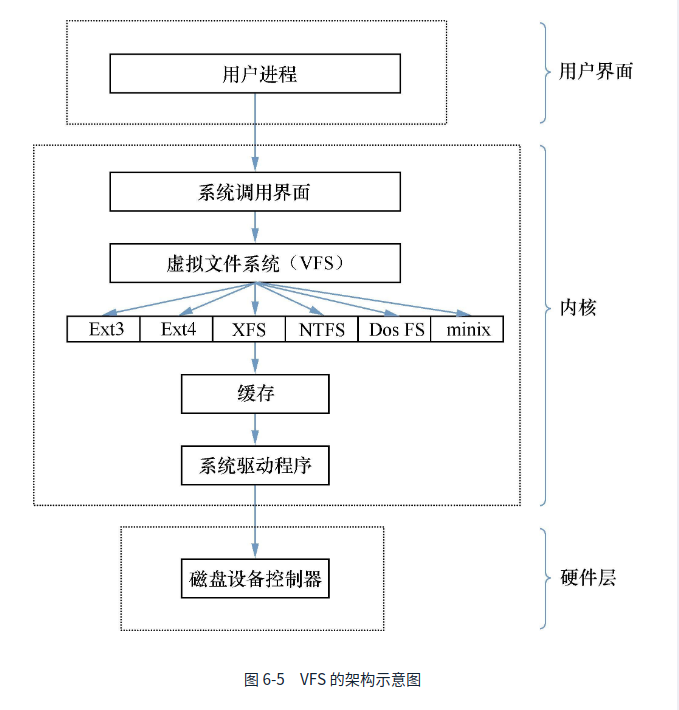 用户进程
用户界面
系统调用界面
虚拟文件系统（VFS）
内核
Ext3 Ext4 XFS NTFS Dos FS minix
缓存
系统驱动程序
磁盘设备控制器
硬件层
图 6-5 VFS 的架构示意图